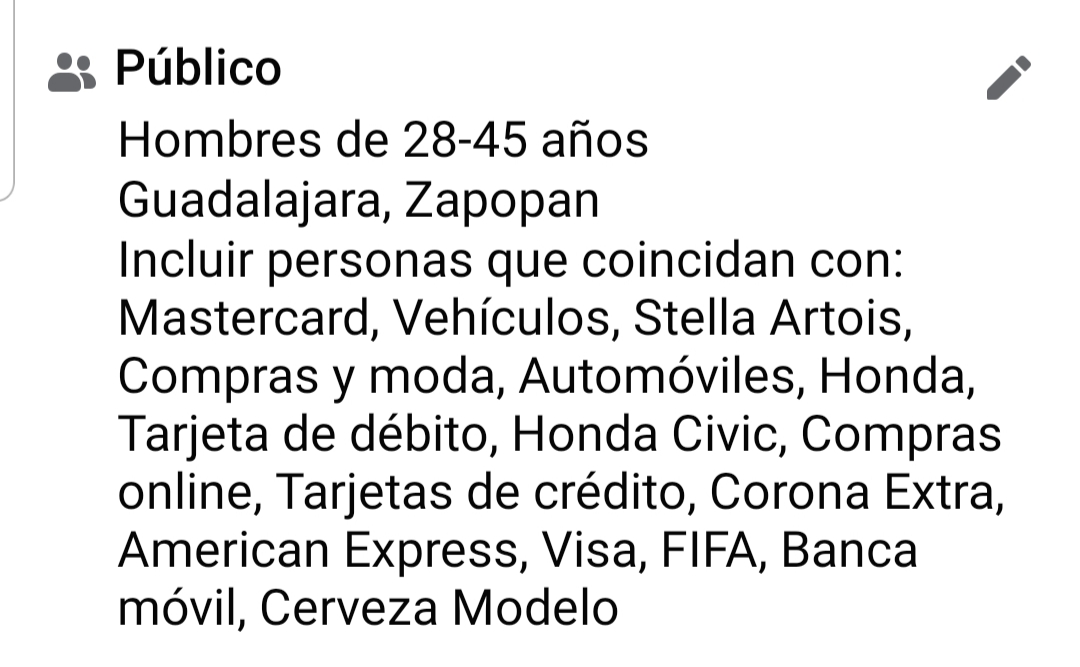 Público
Hombres de 28-45 años
Guadalajara, Zapopan
Incluir personas que coincidan con:
Mastercard, Vehículos, Stella Artois,
Compras y moda, Automóviles, Honda,
Tarjeta de débito, Honda Civic, Compras
online, Tarjetas de crédito, Corona Extra,
American Express, Visa, FIFA, Banca
móvil, Cerveza Modelo